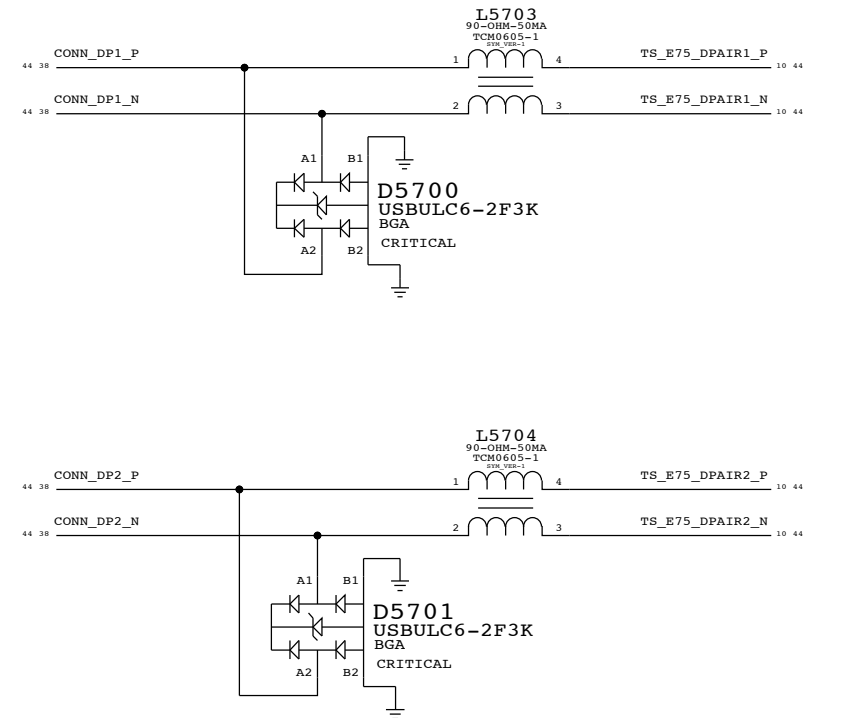 L5703
90-OHM-50MA
TCM0605-1
SYM_VER-1
CONN_DP1_P
1
4
TS_E75_DPAIR1_P
44 38
10 44
CONN_DP1_N
2
3
TS_E75_DPAIR1_N
44 38
10 44
A1
B1
D5700
USBULC6-2F3K
BGA
CRITICAL
A2
B2
L5704
90-OHM-50MA
TCM0605-1
SYM_VER-1
CONN_DP2_P
1
4
TS_E75_DPAIR2_P
44 38
10 44
CONN_DP2_N
2
3
TS_E75_DPAIR2_N
44 38
10 44
A1
B1
D5701
USBULC6-2F3K
BGA
CRITICAL
A2
B2